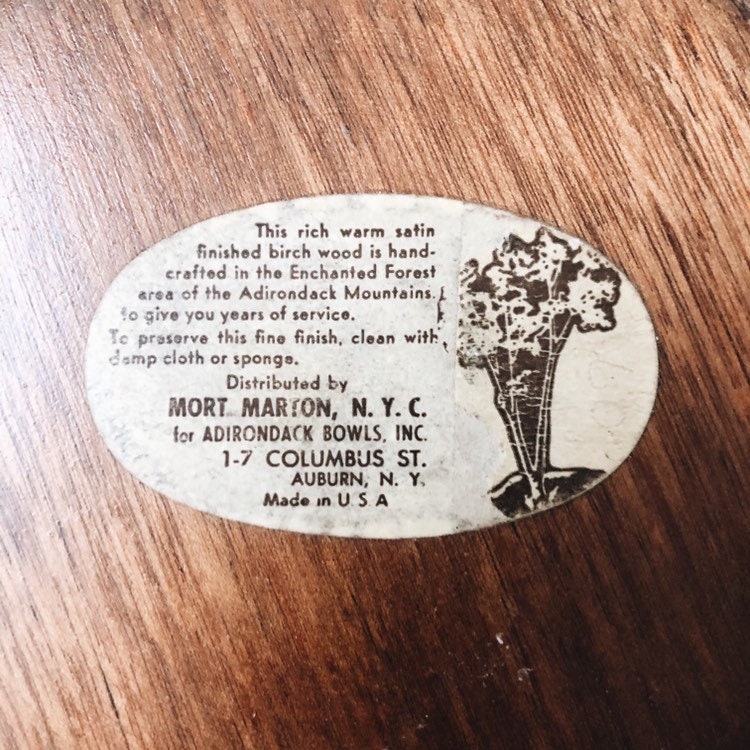 This rich warm satin
finished birch wood is hand-
crafted in the Enchanted Forest
area of the Adirondack Mountains.
to give you years of service.
To preserve this fine finish, clean with
damp cloth or sponge.
Distributed by
MORT MARTON, N. Y. C.
for ADIRONDACK BOWLS, INC.
1-7 COLUMBUS ST.
AUBURN, N. Y.
Made in U S A